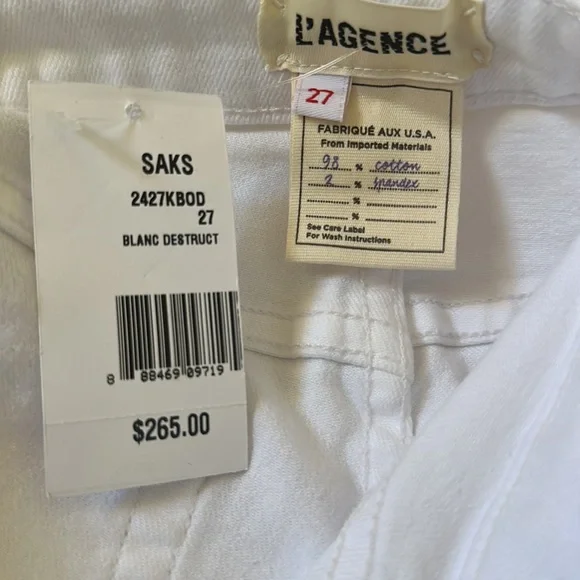 L'AGENCE
27
FABRIQUÉ AUX U.S.A.
From Imported Materials
98 % cotton
2 % spandex
%
%
See Care Label
For Wash Instructions
SAKS
2427KBOD
27
BLANC DESTRUCT
8 88469 09719
$265.00